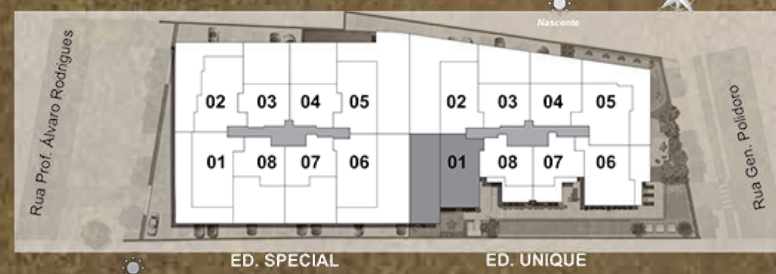 Nascente
Rua Prof. Álvaro Rodrigues
02 03 04 05
01 08 07 06
02 03 04 05
01 08 07 06
Rua Gen. Polidoro
ED. SPECIAL
ED. UNIQUE